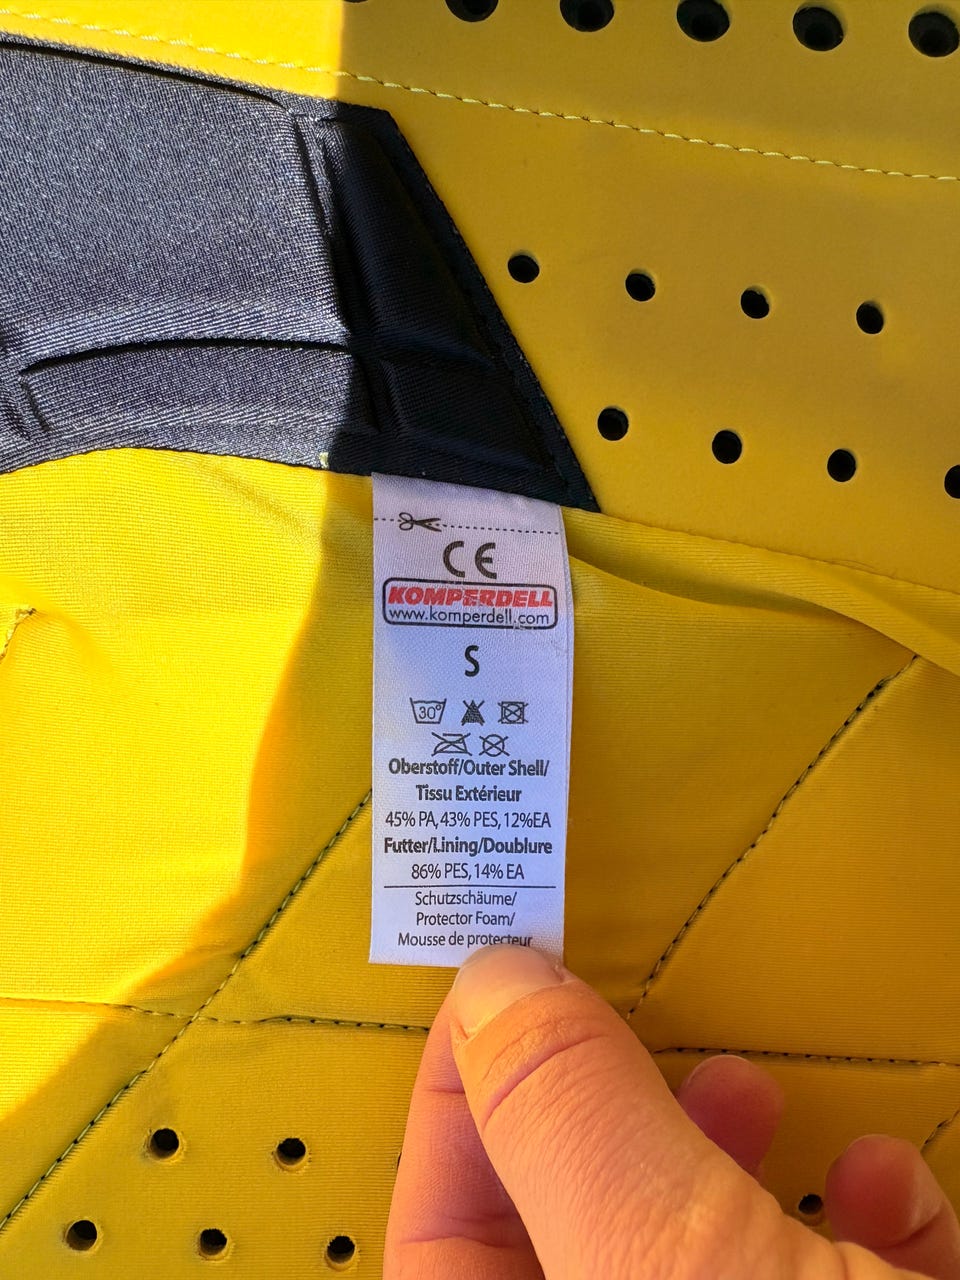 CE
KOMPERDELL
www.komperdell.com
S
30°
Oberstoff/Outer Shell/
Tissu Extérieur
45% PA, 43% PES, 12%EA
Futter/Lining/Doublure
86% PES, 14% EA
Schutzschäume/
Protector Foam/
Mousse de protecteur